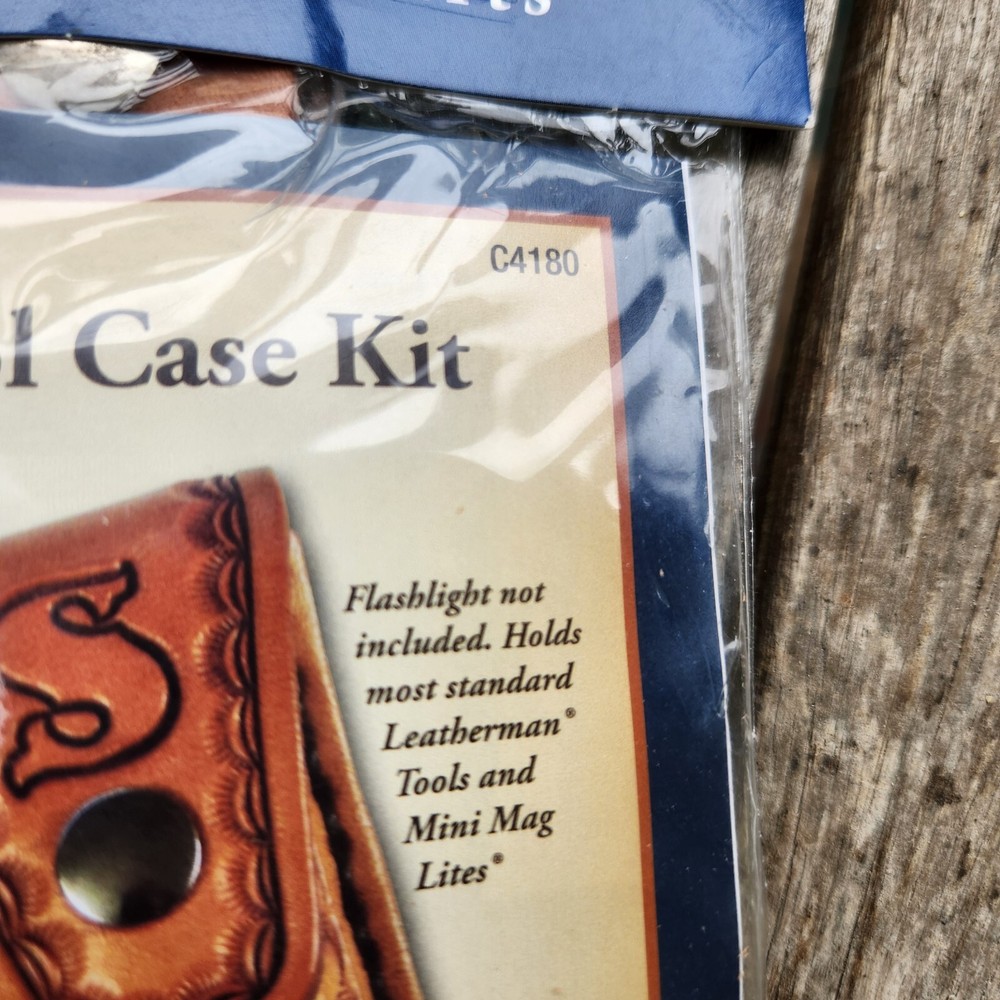 C4180
Case Kit
Flashlight not
included. Holds
most standard
Leatherman®
Tools and
Mini Mag
Lites®